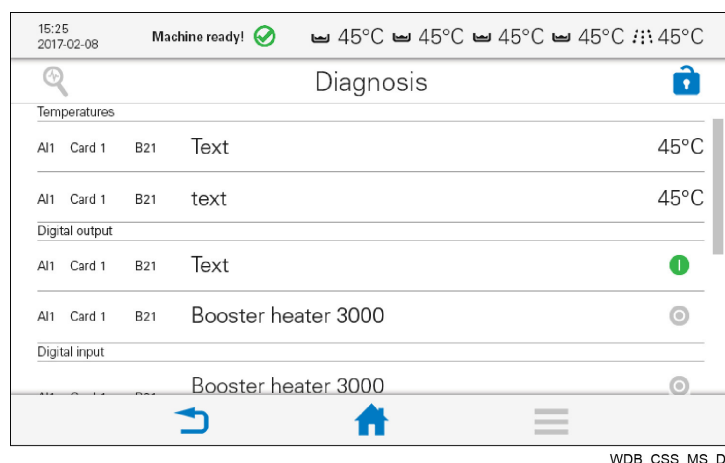 15:25
2017-02-08
Machine ready! 45°C 45°C 45°C 45°C 45°C
Diagnosis
Temperatures
AI1 Card 1 B21 Text 45°C
AI1 Card 1 B21 text 45°C
Digital output
AI1 Card 1 B21 Text
AI1 Card 1 B21 Booster heater 3000
Digital input
Booster heater 3000
WDB_CSS_MS_D